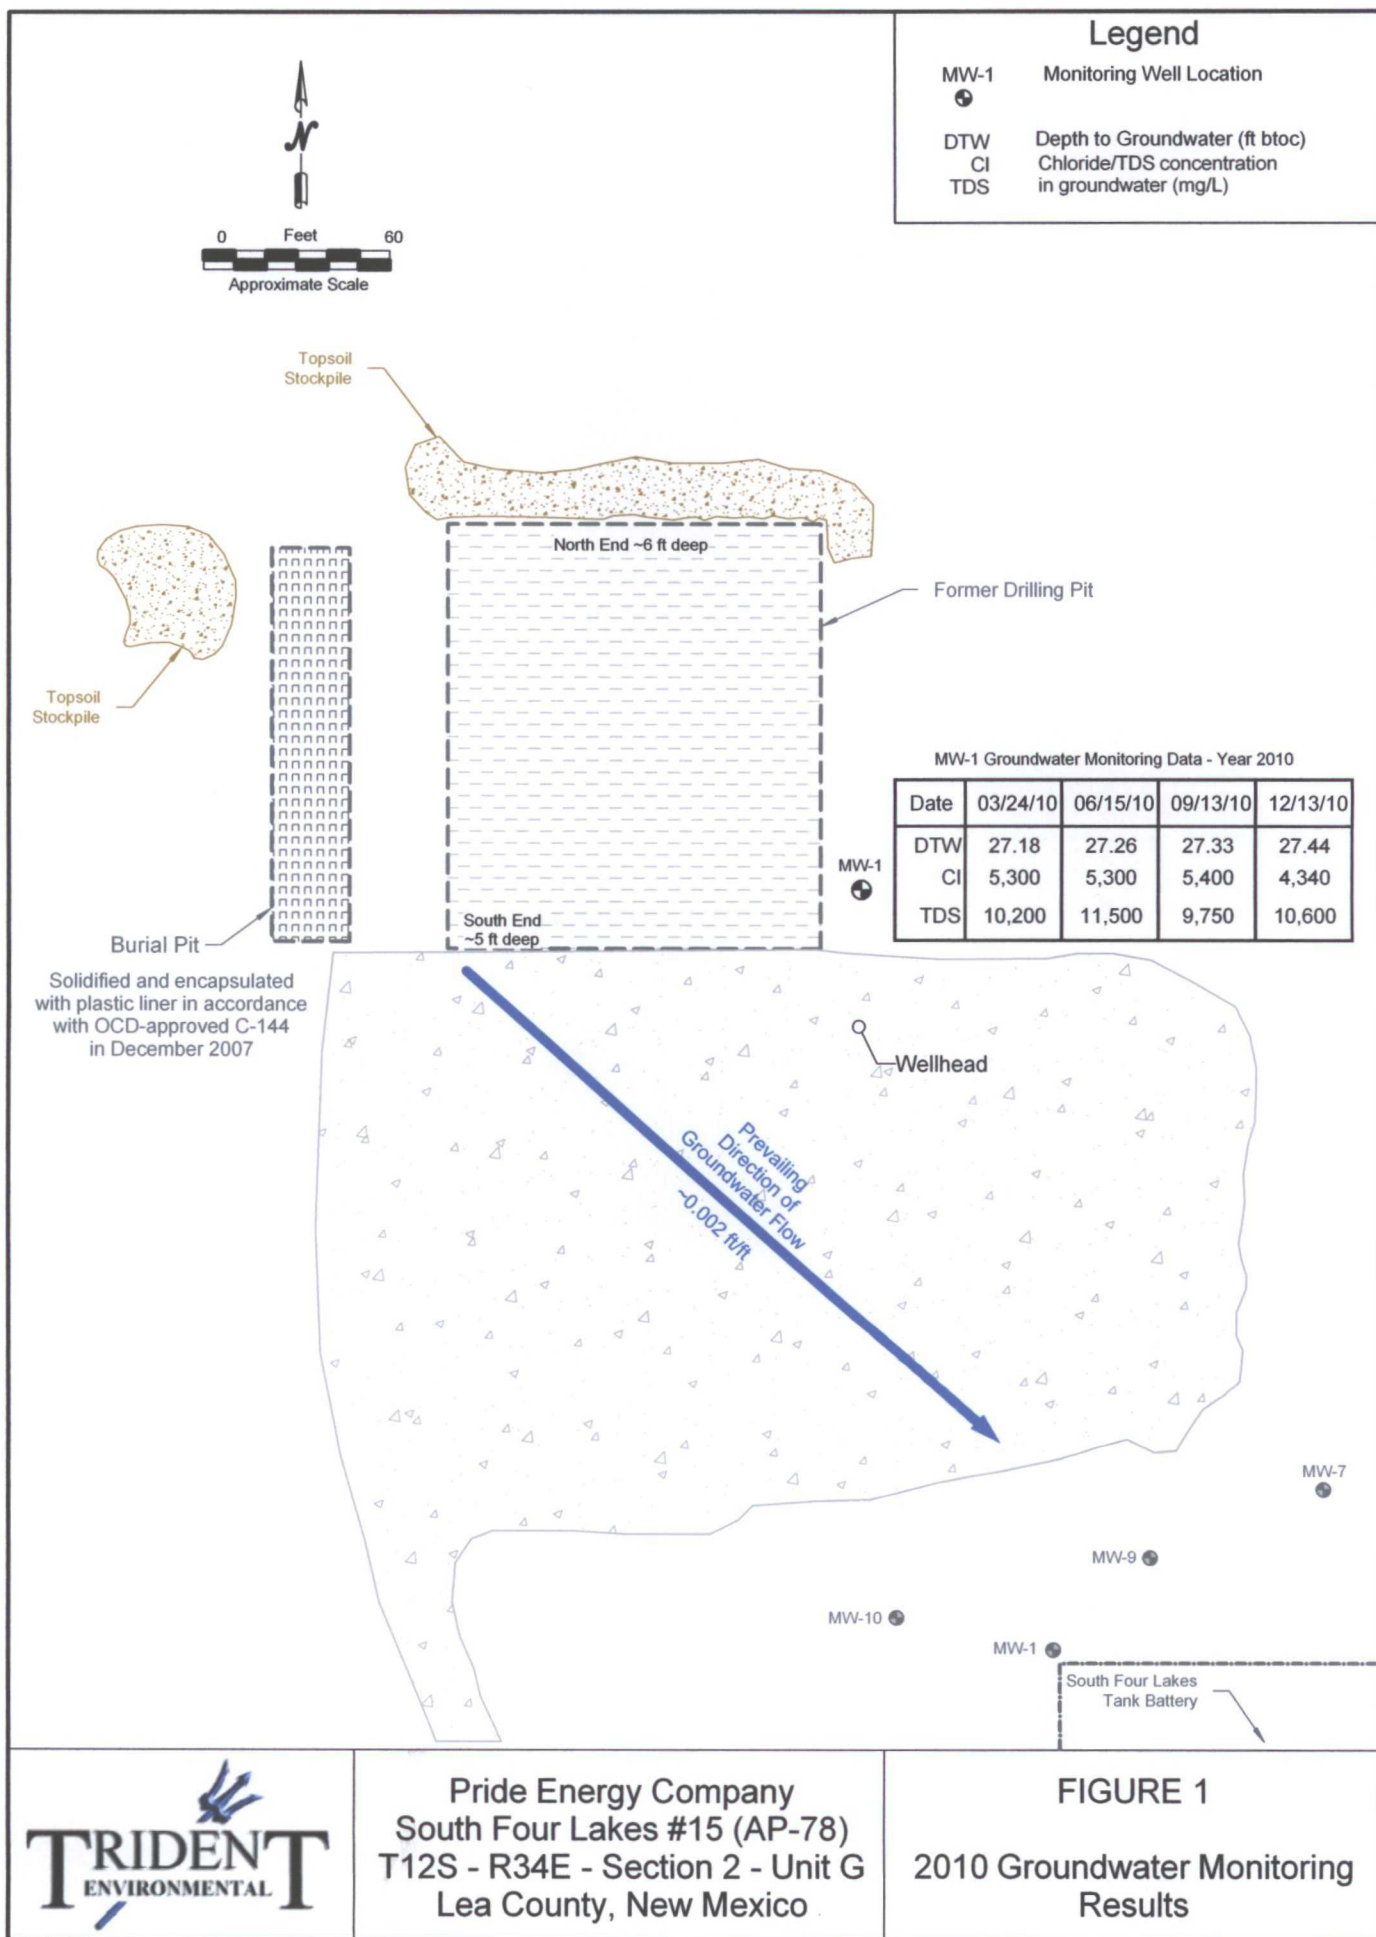 Legend
MW-1 Monitoring Well Location
DTW Depth to Groundwater (ft btoc)
Cl Chloride/TDS concentration
TDS in groundwater (mg/L)
N
0 Feet 60
Approximate Scale
Topsoil
Stockpile
North End ~6 ft deep
Former Drilling Pit
Topsoil
Stockpile
MW-1 Groundwater Monitoring Data - Year 2010
Date 03/24/10 06/15/10 09/13/10 12/13/10
DTW 27.18 27.26 27.33 27.44
Cl 5,300 5,300 5,400 4,340
TDS 10,200 11,500 9,750 10,600
MW-1
South End
~5 ft deep
Burial Pit
Solidified and encapsulated
with plastic liner in accordance
with OCD-approved C-144
in December 2007
Wellhead
Prevailing
Direction of
Groundwater Flow
~0.002 ft/ft
MW-7
MW-9
MW-10
MW-1
South Four Lakes
Tank Battery
TRIDENT
ENVIRONMENTAL
Pride Energy Company
South Four Lakes #15 (AP-78)
T12S - R34E - Section 2 - Unit G
Lea County, New Mexico
FIGURE 1
2010 Groundwater Monitoring
Results